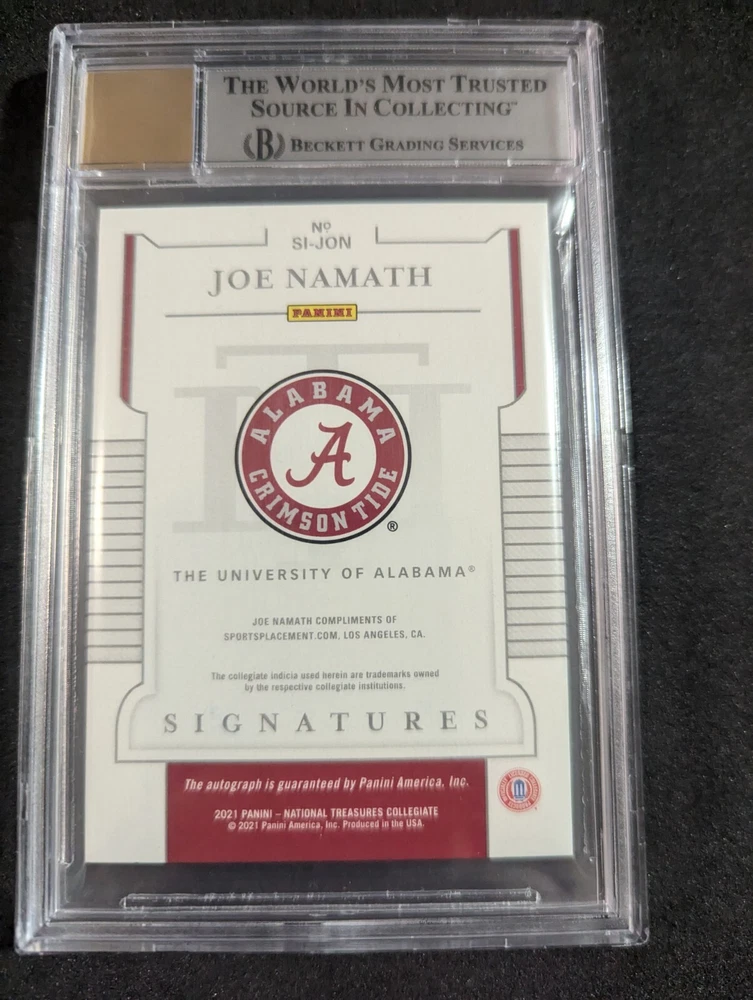 THE WORLD'S MOST TRUSTED
SOURCE IN COLLECTING™
(B) BECKETT GRADING SERVICES
Nº
SI-JON
JOE NAMATH
PANINI
ALABAMA
A
CRIMSON TIDE
®
THE UNIVERSITY OF ALABAMA®
JOE NAMATH COMPLIMENTS OF
SPORTSPLACEMENT.COM, LOS ANGELES, CA.
The collegiate indicia used herein are trademarks owned
by the respective collegiate institutions.
SIGNATURES
The autograph is guaranteed by Panini America, Inc.
2021 PANINI – NATIONAL TREASURES COLLEGIATE
© 2021 Panini America, Inc. Produced in the USA.